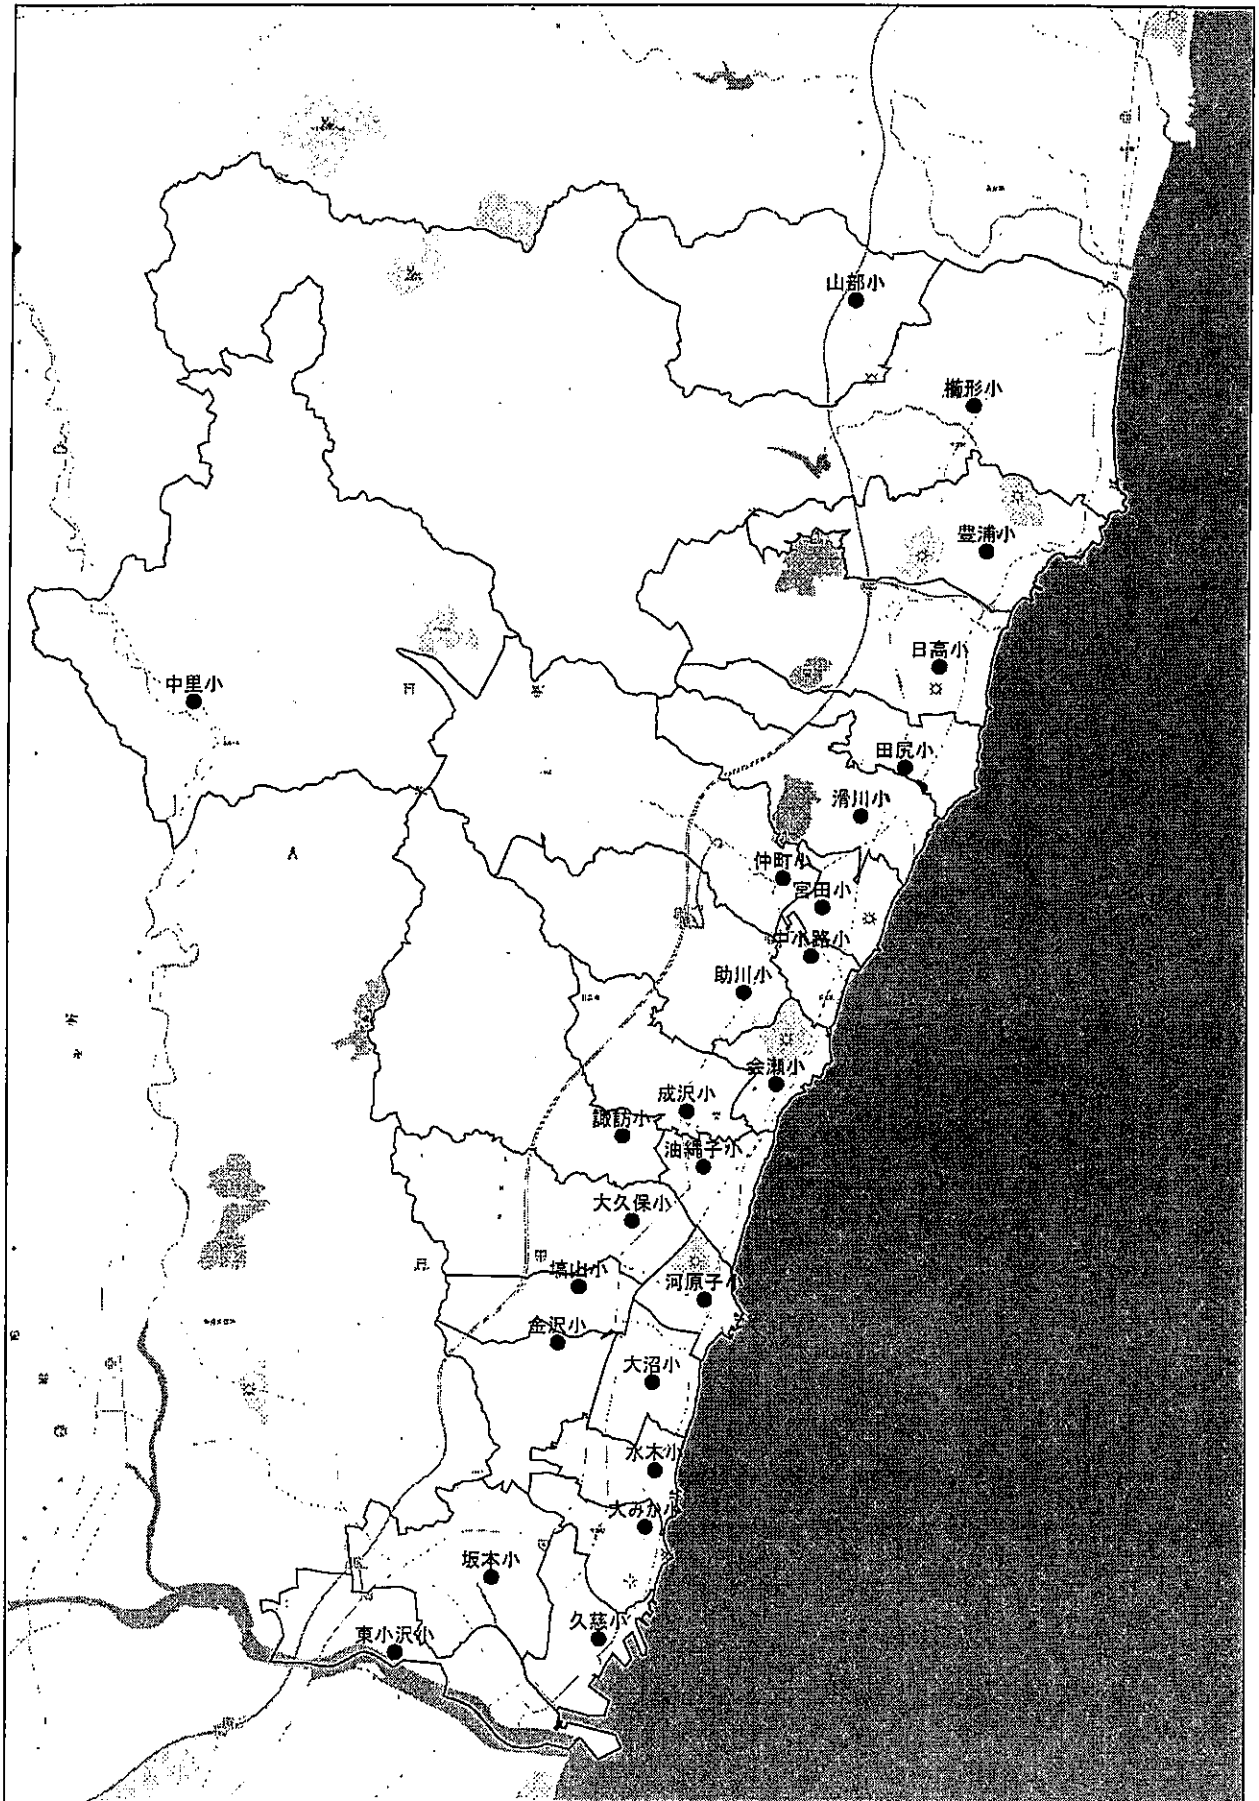 山部小
櫛形小
豊浦小
日高小
中里小
田尻小
滑川小
仲町小
宮田小
中小路小
助川小
会瀬小
成沢小
諏訪小
油縄子小
大久保小
塙山小
河原子小
金沢小
大沼小
水木小
大みか小
坂本小
久慈小
東小沢小